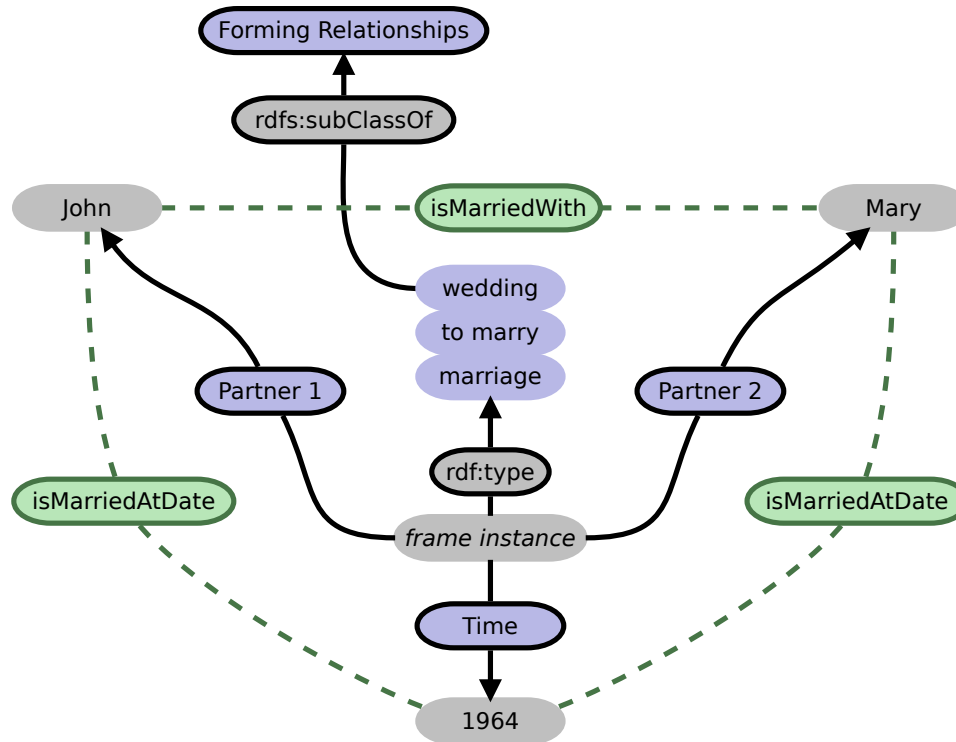 Forming Relationships
rdfs:subClassOf
John
isMarriedWith
Mary
wedding
to marry
marriage
Partner 1
Partner 2
rdf:type
isMarriedAtDate
isMarriedAtDate
frame instance
Time
1964